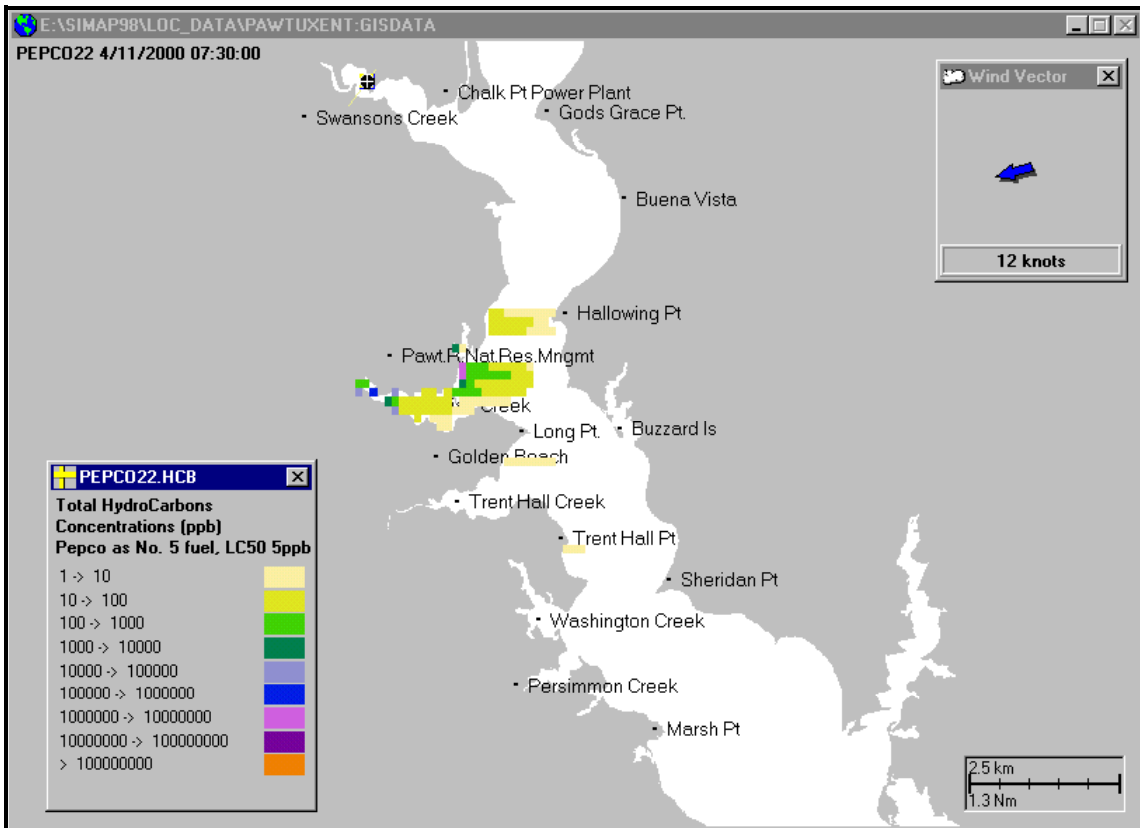 E:\SIMAP98\LOC_DATA\PAWTUXENT:GISDATA
PEPCO22 4/11/2000 07:30:00
Wind Vector
12 knots
Chalk Pt Power Plant
Gods Grace Pt.
Swansons Creek
Buena Vista
Hallowing Pt
Pawt.R.Nat.Res.Mngmt
Creek
Long Pt.
Buzzard Is
Golden Beach
Trent Hall Creek
Trent Hall Pt
Sheridan Pt
Washington Creek
Persimmon Creek
Marsh Pt
PEPCO22.HCB
Total HydroCarbons
Concentrations (ppb)
Pepco as No. 5 fuel, LC50 5ppb
1 -> 10
10 -> 100
100 -> 1000
1000 -> 10000
10000 -> 100000
100000 -> 1000000
1000000 -> 10000000
10000000 -> 100000000
> 100000000
2.5 km
1.3 Nm